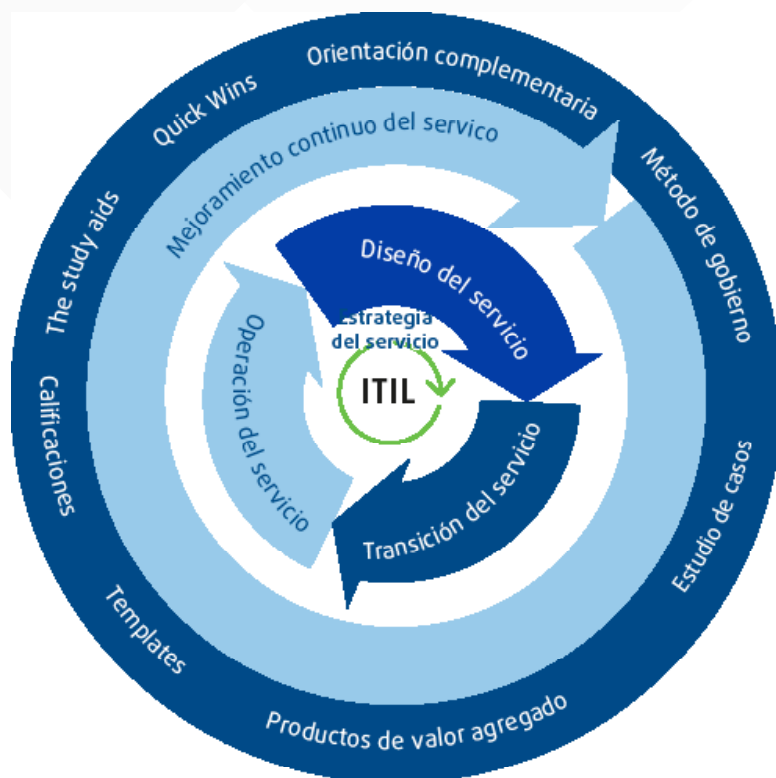 Orientación complementaria
Quick Wins
Método de gobierno
Mejoramiento continuo del servico
The study aids
Diseño del servicio
Estrategia
del servicio
Operación del servicio
ITIL
Calificaciones
Transición del servicio
Estudio de casos
Templates
Productos de valor agregado